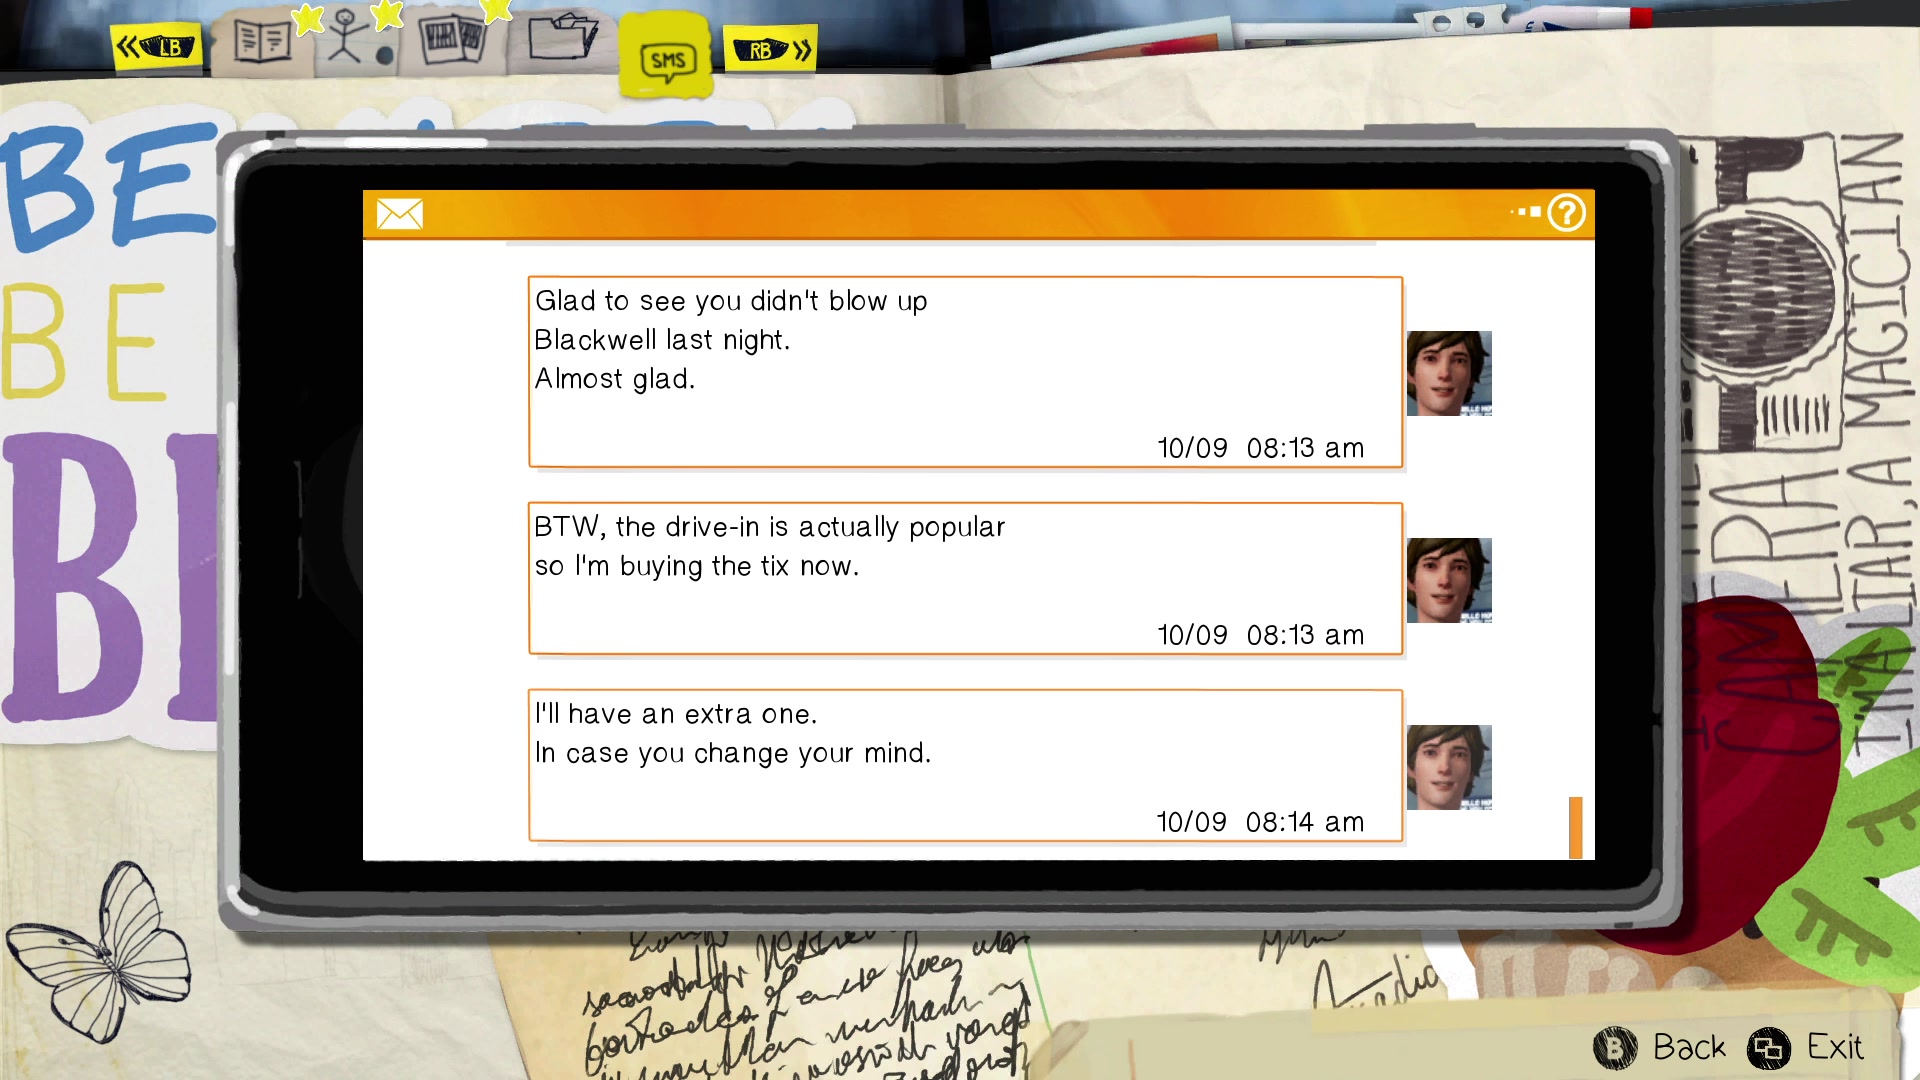 LB
SMS
RB
BE
BE
BE
?
Glad to see you didn't blow up
Blackwell last night.
Almost glad.
10/09 08:13 am
BTW, the drive-in is actually popular
so I'm buying the tix now.
10/09 08:13 am
I'll have an extra one.
In case you change your mind.
10/09 08:14 am
CAMERA
I'M A LIAR, A MAGICIAN
B Back
Exit